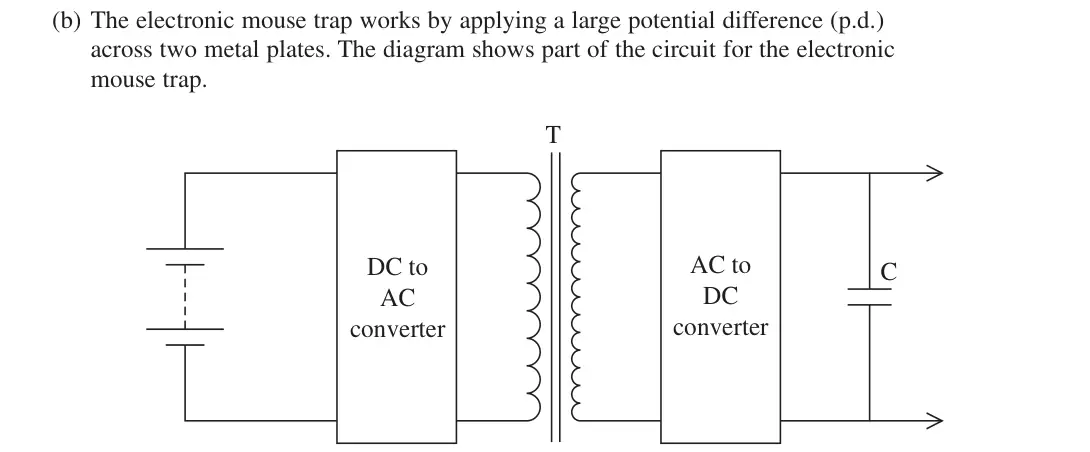 (b) The electronic mouse trap works by applying a large potential difference (p.d.)
across two metal plates. The diagram shows part of the circuit for the electronic
mouse trap.
T
DC to
AC
converter
AC to
DC
converter
C